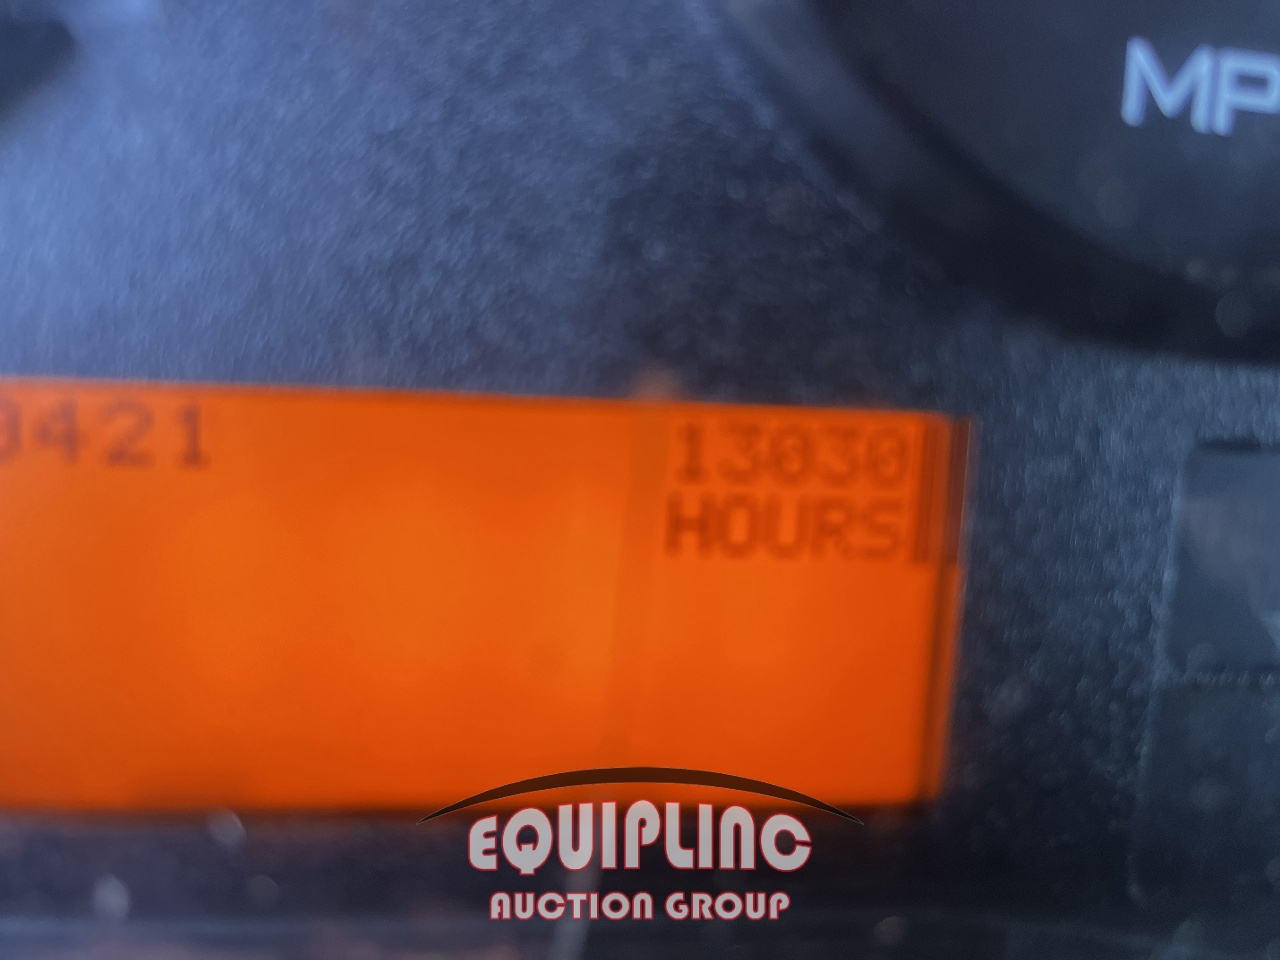 MP
0421
13030
HOURS
EQUIPLINC
AUCTION GROUP